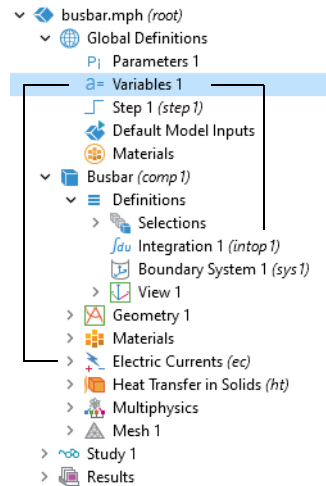 busbar.mph (root)
Global Definitions
Pi Parameters 1
a= Variables 1
Step 1 (step1)
Default Model Inputs
Materials
Busbar (comp1)
Definitions
Selections
∫du Integration 1 (intop1)
Boundary System 1 (sys1)
View 1
Geometry 1
Materials
Electric Currents (ec)
Heat Transfer in Solids (ht)
Multiphysics
Mesh 1
Study 1
Results